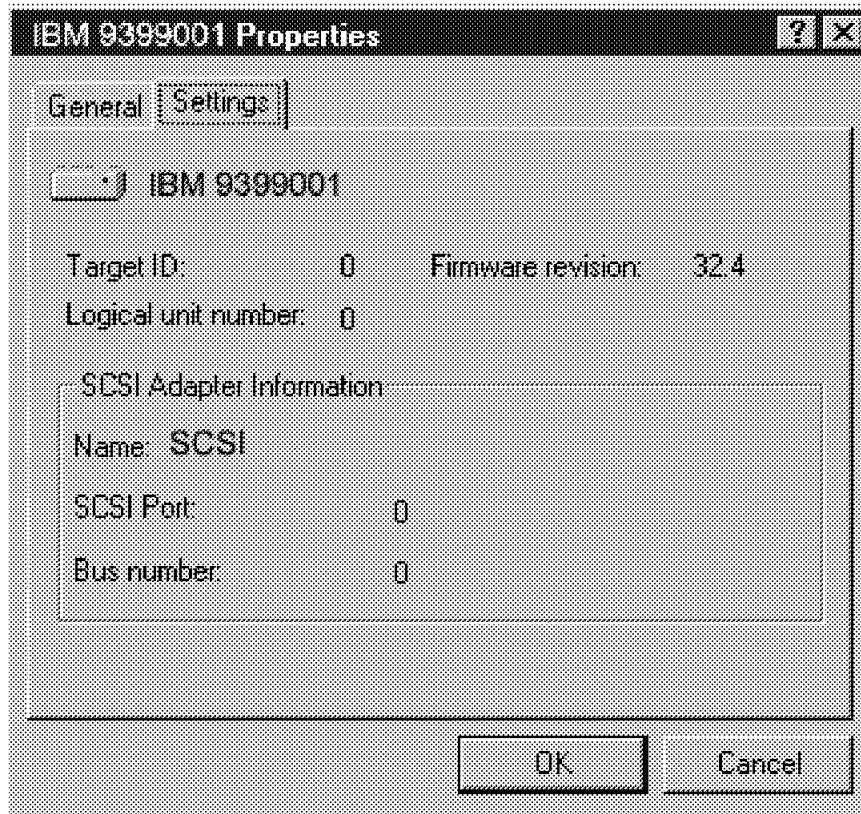 IBM 9399001 Properties
General Settings
IBM 9399001
Target ID: 0 Firmware revision: 32.4
Logical unit number: 0
SCSI Adapter Information
Name: SCSI
SCSI Port: 0
Bus number: 0
OK Cancel